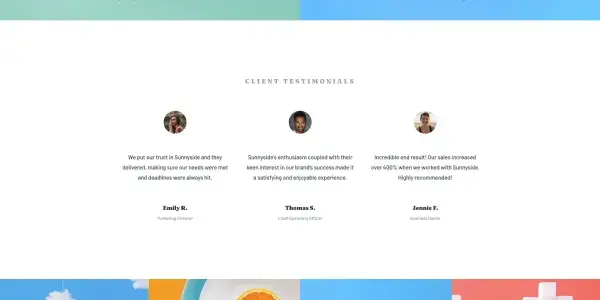 CLIENT TESTIMONIALS
We put our trust in Sunnyside and they
delivered, making sure our needs were met
and deadlines were always hit.
Emily R.
Marketing Director
Sunnyside's enthusiasm coupled with their
keen interest in our brand's success made it
a satisfying and enjoyable experience.
Thomas S.
Chief Operating Officer
Incredible end result! Our sales increased
over 400% when we worked with Sunnyside.
Highly recommended!
Jennie F.
Business Owner